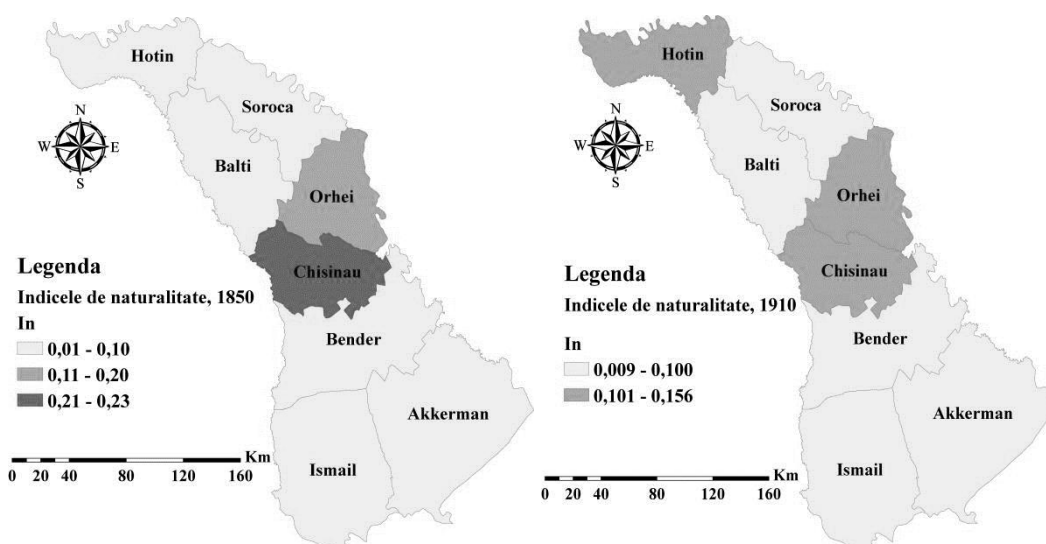 Hotin
Soroca
Balti
Orhei
Chisinau
Bender
Akkerman
Ismail
N
W E
S
Legenda
Indicele de naturalitate, 1850
In
0,01 - 0,10
0,11 - 0,20
0,21 - 0,23
Km
0 10 20 40 80 120 160
Hotin
Soroca
Balti
Orhei
Chisinau
Bender
Akkerman
Ismail
N
W E
S
Legenda
Indicele de naturalitate, 1910
In
0,009 - 0,100
0,101 - 0,156
Km
0 10 20 40 80 120 160